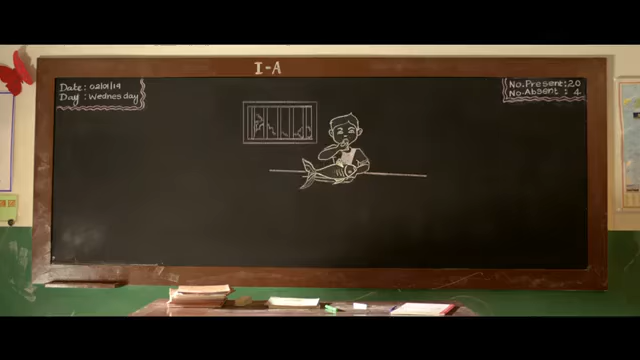 I-A
Date : 02/01/19
Day : Wednesday
No. Present : 20
No. Absent : 4